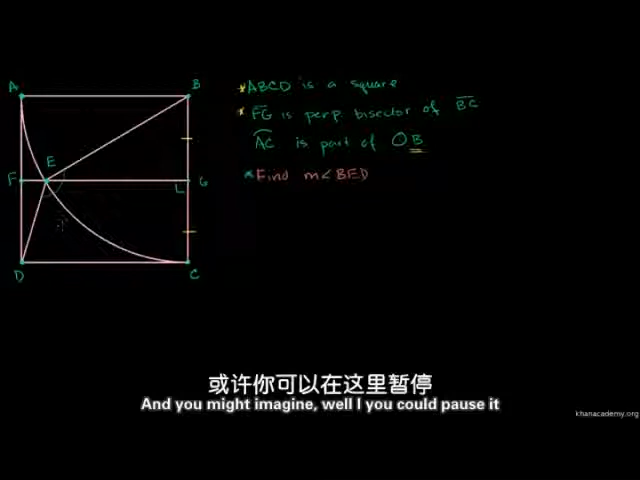 A
B
* ABCD is a square
* FG is perp. bisector of BC
AC is part of ⊙B
E
F
G
* Find m∠BED
D
C
或许你可以在这里暂停
And you might imagine, well I you could pause it
khanacademy.org